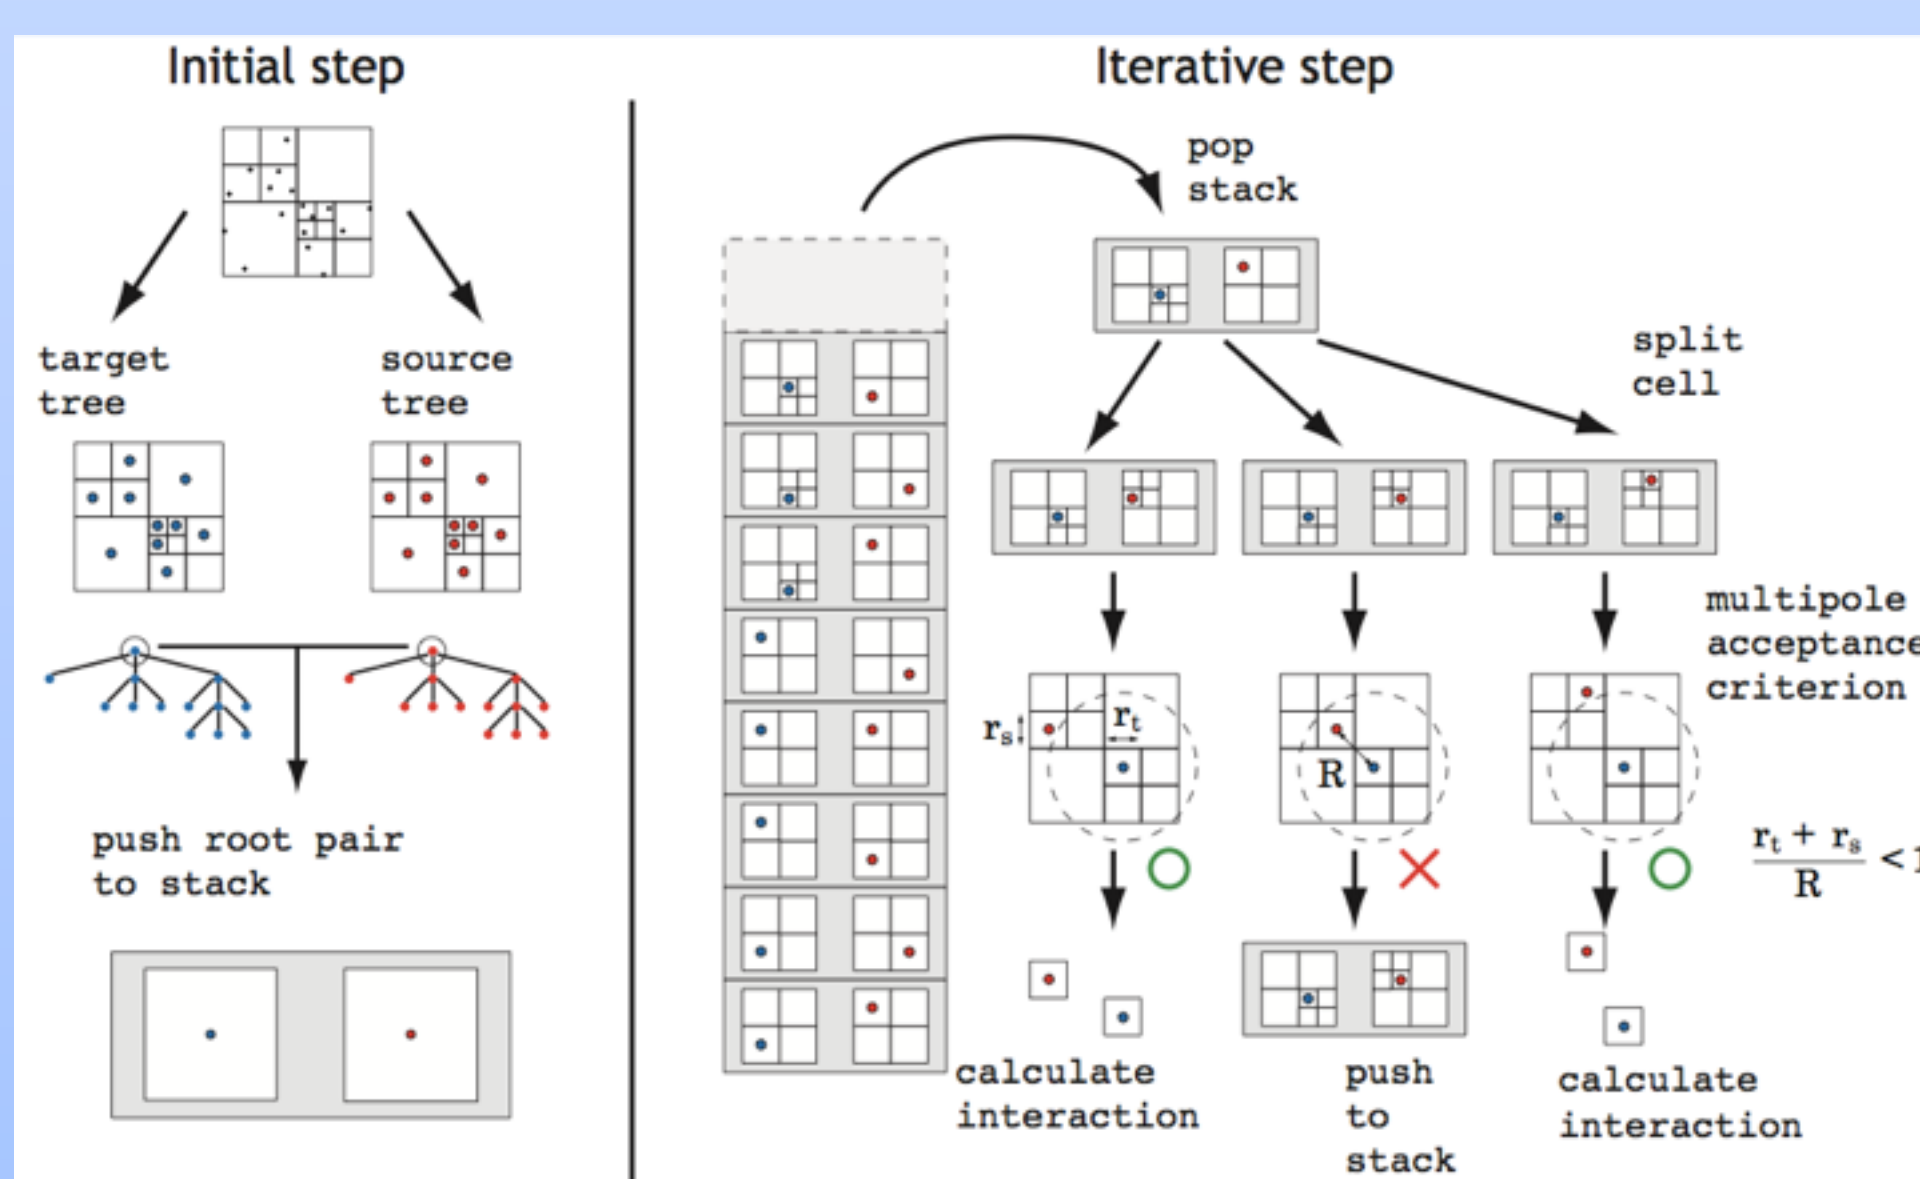 Initial step
target
tree
source
tree
push root pair
to stack
Iterative step
pop
stack
split
cell
multipole
acceptance
criterion
rs
rt
R
rt + rs
R
<
calculate
interaction
push
to
stack
calculate
interaction